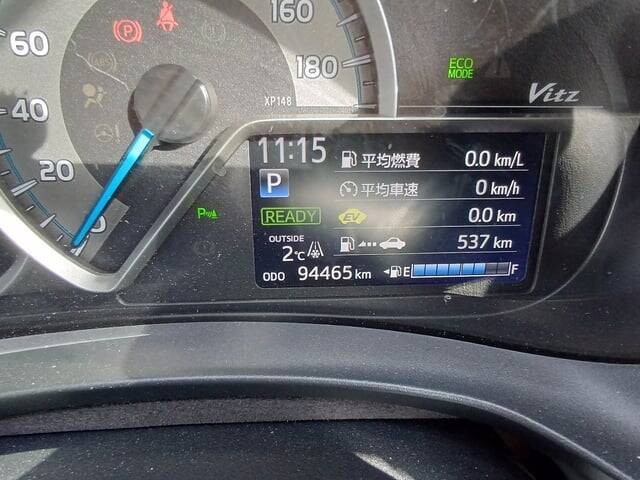 160
180
60
40
20
0
XP148
ECO
MODE
Vitz
11:15
平均燃費 0.0 km/L
P 平均車速 0 km/h
READY EV 0.0 km
OUTSIDE
2℃ 537 km
ODO 94465 km E F
P